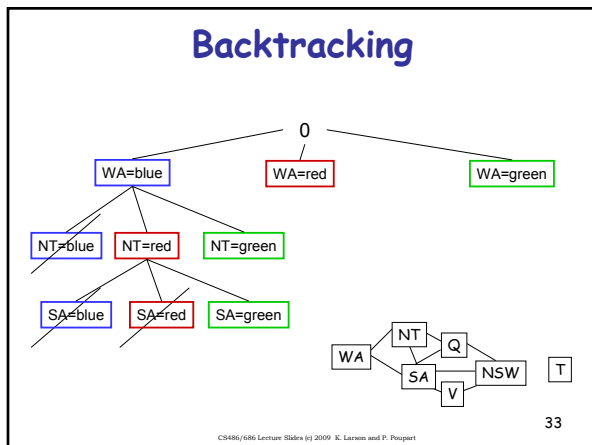 Backtracking
0
WA=blue
WA=red
WA=green
NT=blue
NT=red
NT=green
SA=blue
SA=red
SA=green
NT
Q
WA
SA
NSW
T
V
33
CS486/686 Lecture Slides (c) 2009 K. Larson and P. Poupart